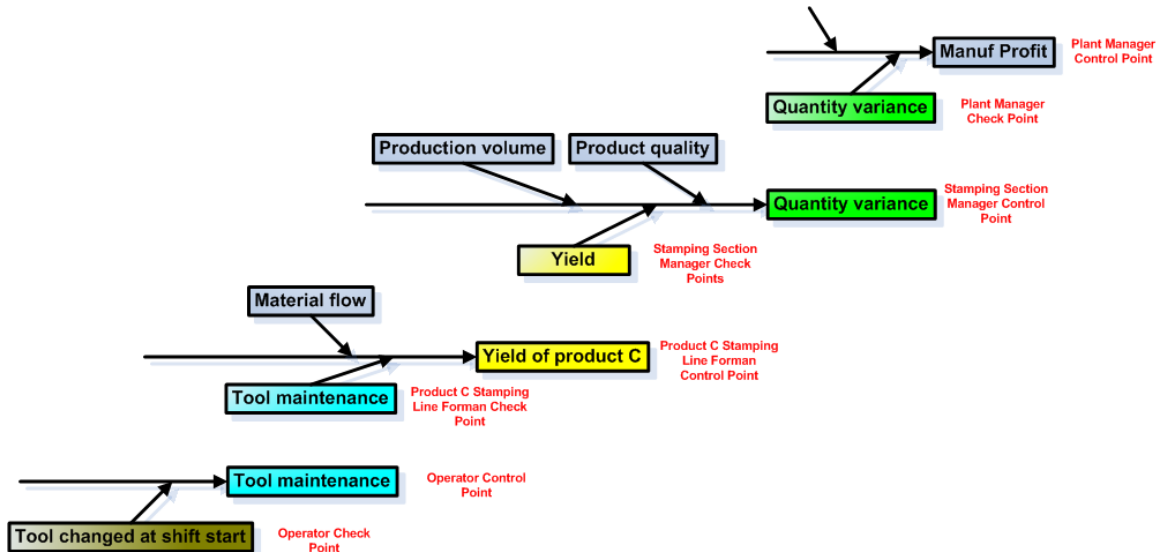 Manuf Profit
Plant Manager
Control Point
Quantity variance
Plant Manager
Check Point
Production volume
Product quality
Quantity variance
Stamping Section
Manager Control
Point
Yield
Stamping Section
Manager Check
Points
Material flow
Yield of product C
Product C Stamping
Line Forman
Control Point
Tool maintenance
Product C Stamping
Line Forman Check
Point
Tool maintenance
Operator Control
Point
Tool changed at shift start
Operator Check
Point